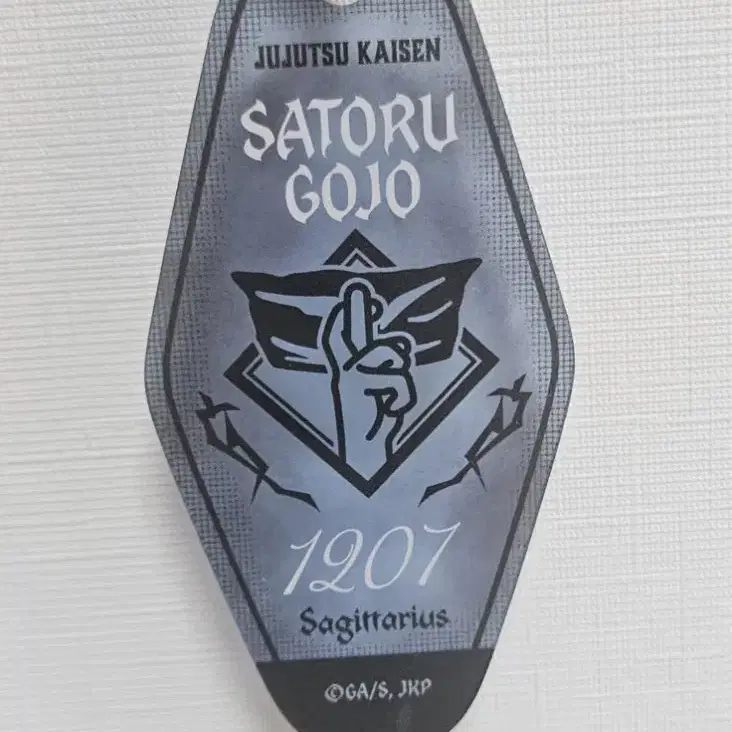 JUJUTSU KAISEN
SATORU
GOJO
1207
Sagittarius
©GA/S, JKP